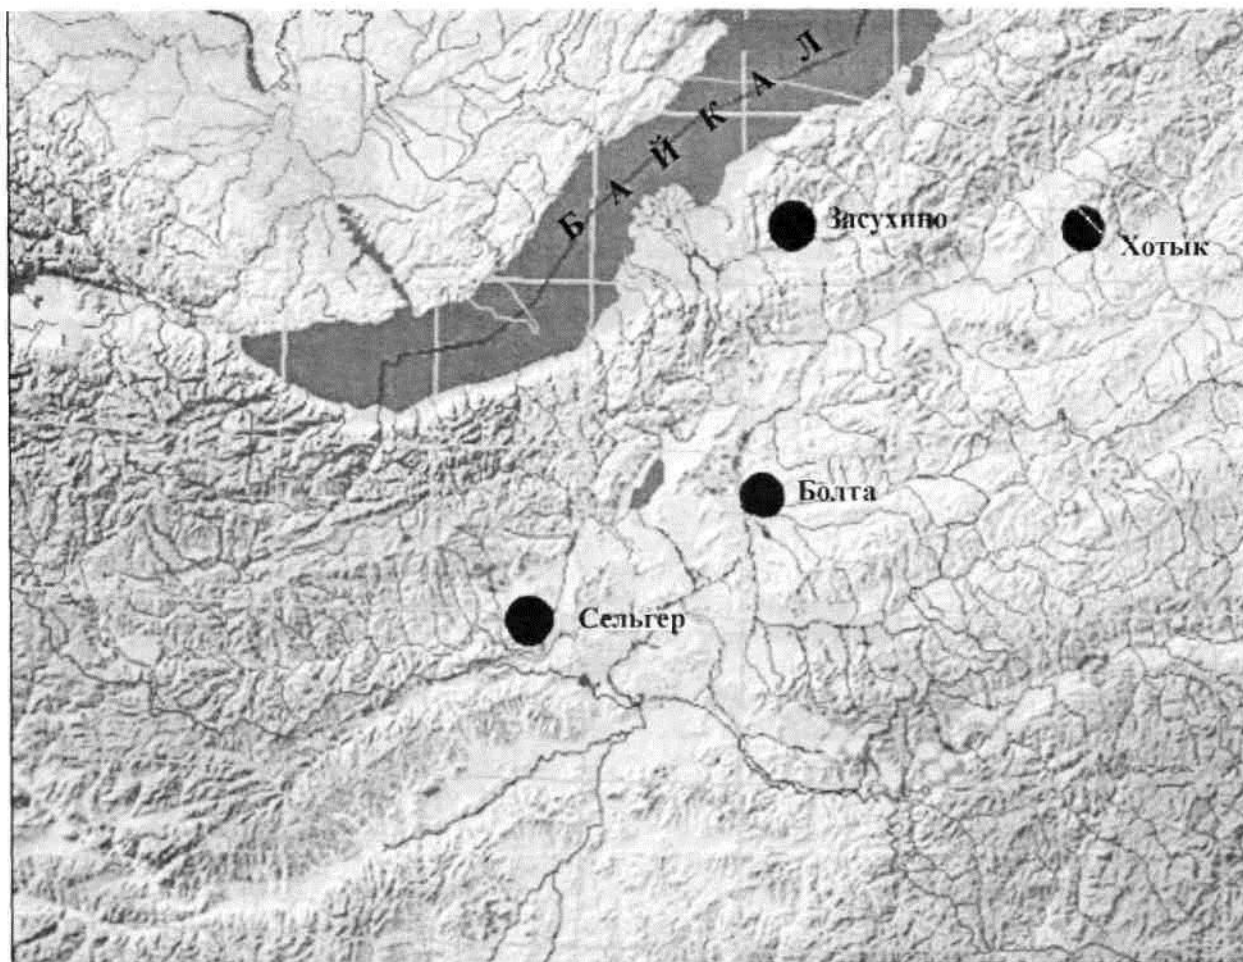 БАЙКАЛ
Засухино
Хотык
Болта
Сельгер